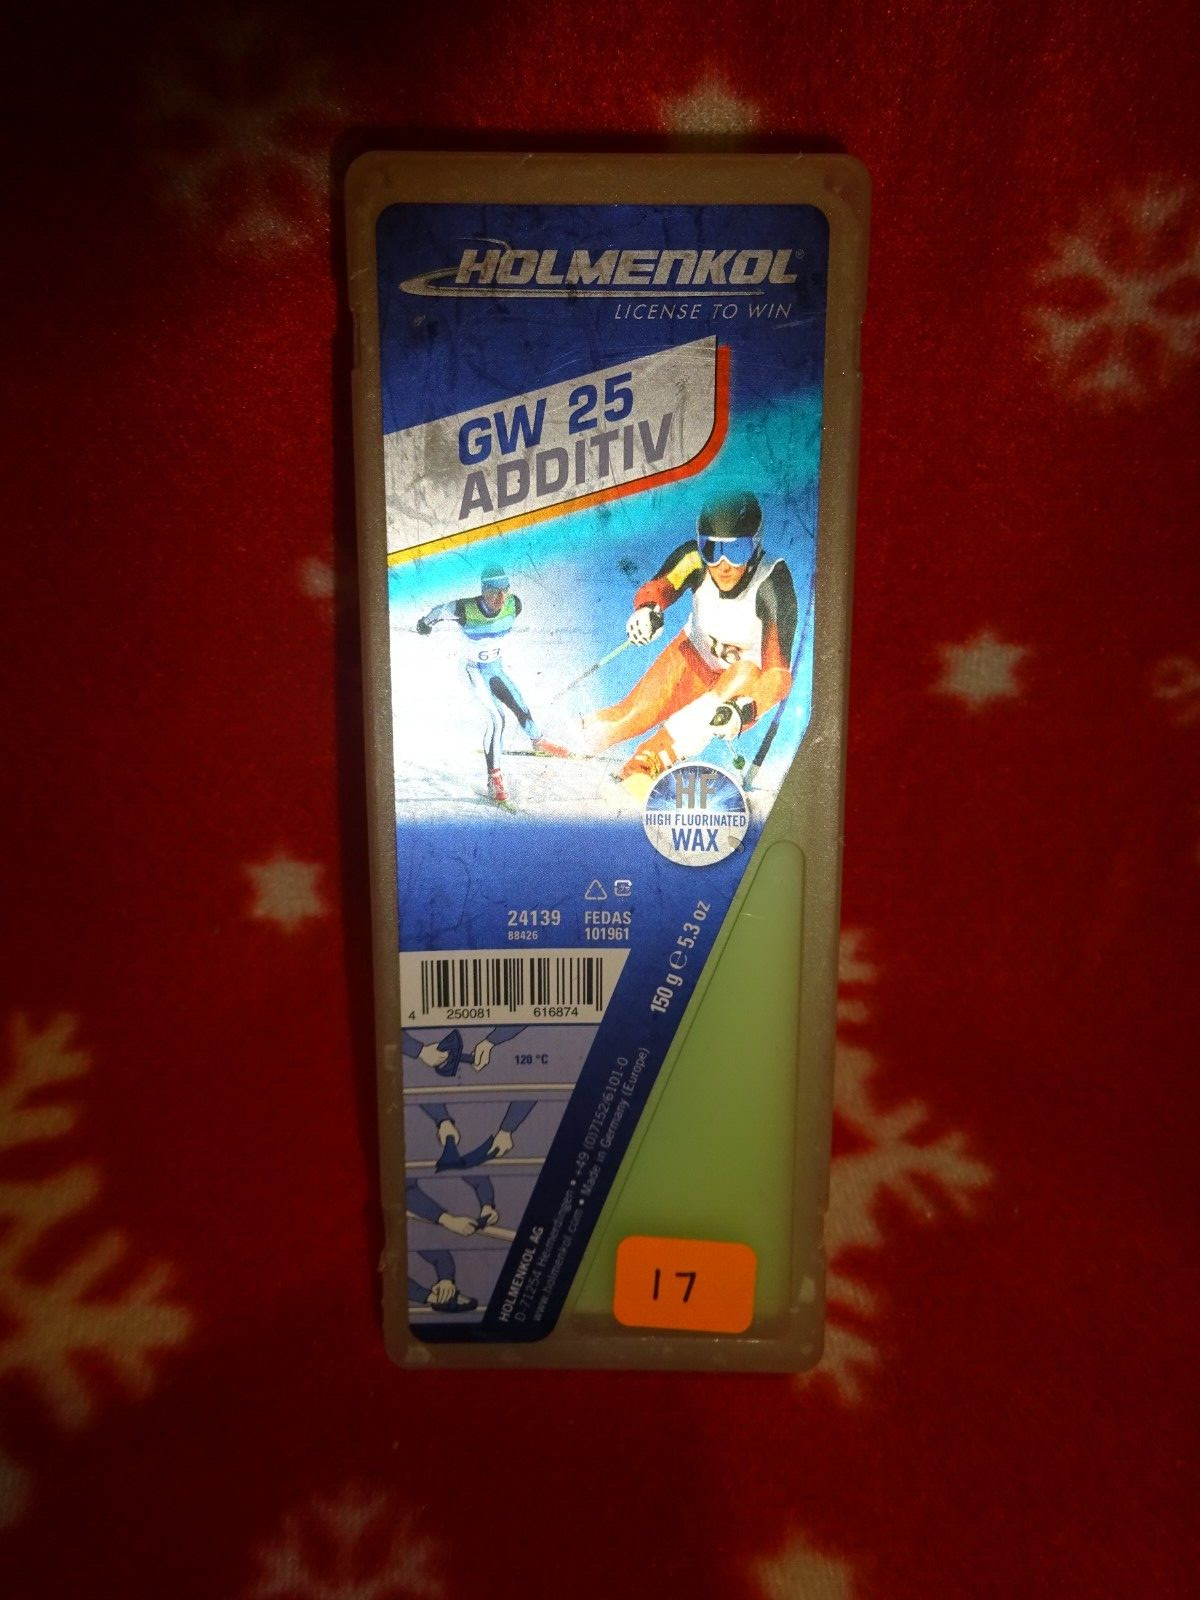 HOLMENKOL®
LICENSE TO WIN
GW 25
ADDITIV
63
16
HF
HIGH FLUORINATED
WAX
24139 FEDAS
88426 101961
150 g ℮ 5.3 oz
4 250081 616874
120 °C
HOLMENKOL AG
D-71254 Heimerdingen • +49 (0)7152/6101-0
www.holmenkol.com • Made in Germany (Europe)
17